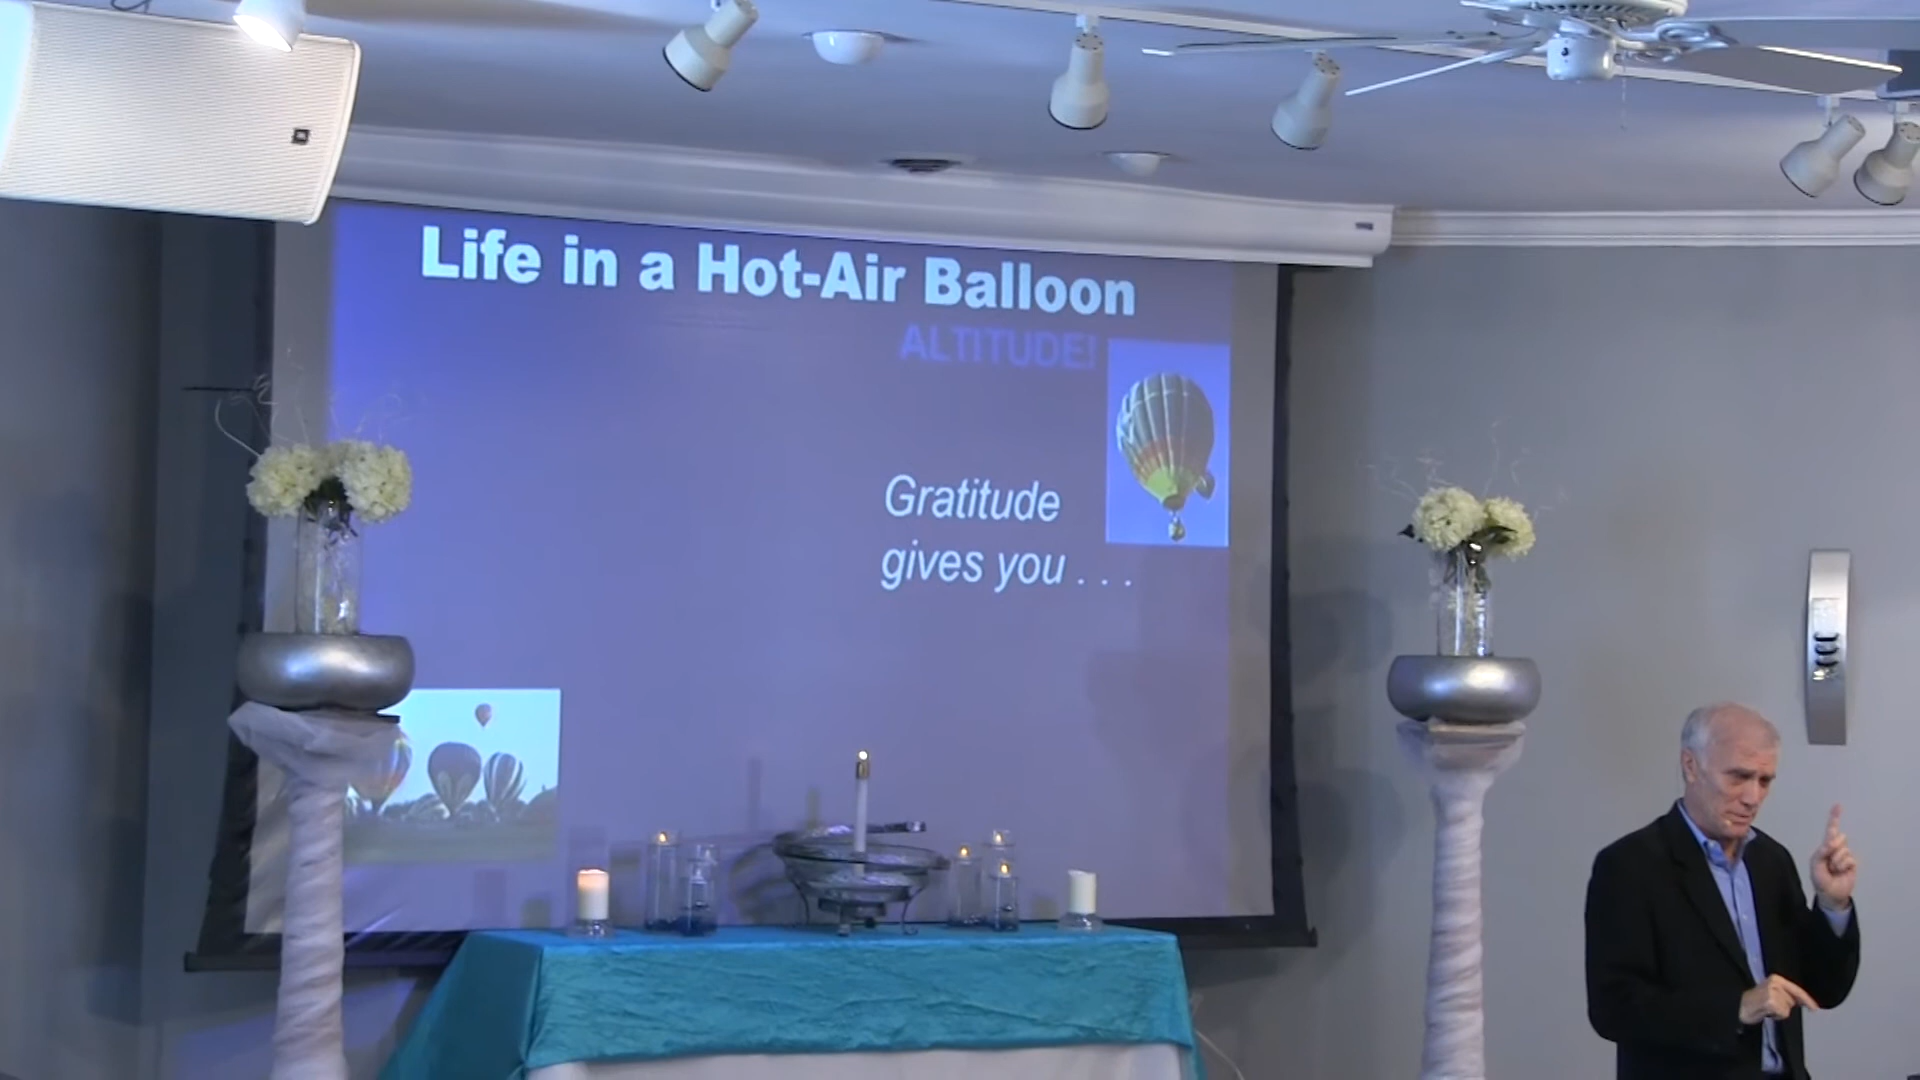 Life in a Hot-Air Balloon
ALTITUDE!
Gratitude
gives you . . .